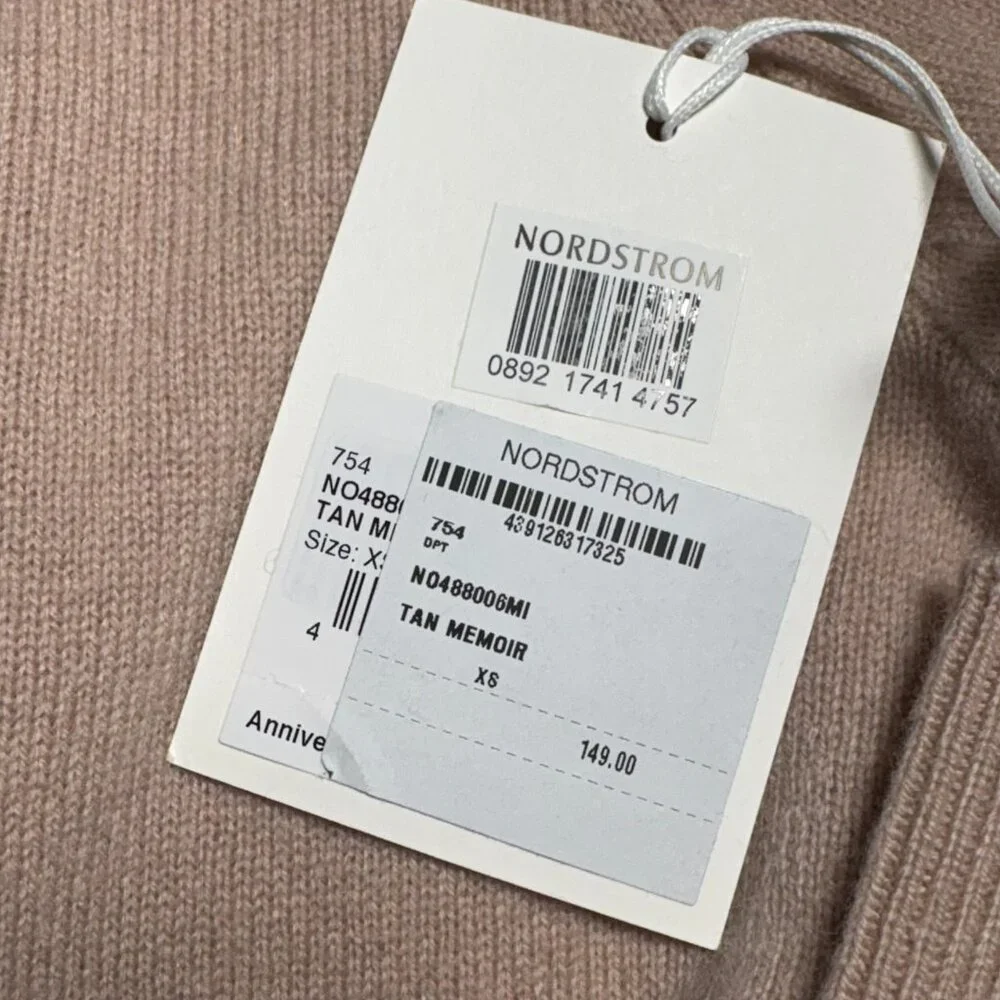 NORDSTROM
0892 1741 4757
754
NO488
TAN M
Size: X
4
Annive
NORDSTROM
439126317325
754
DPT
NO488006MI
TAN MEMOIR
XS
149.00